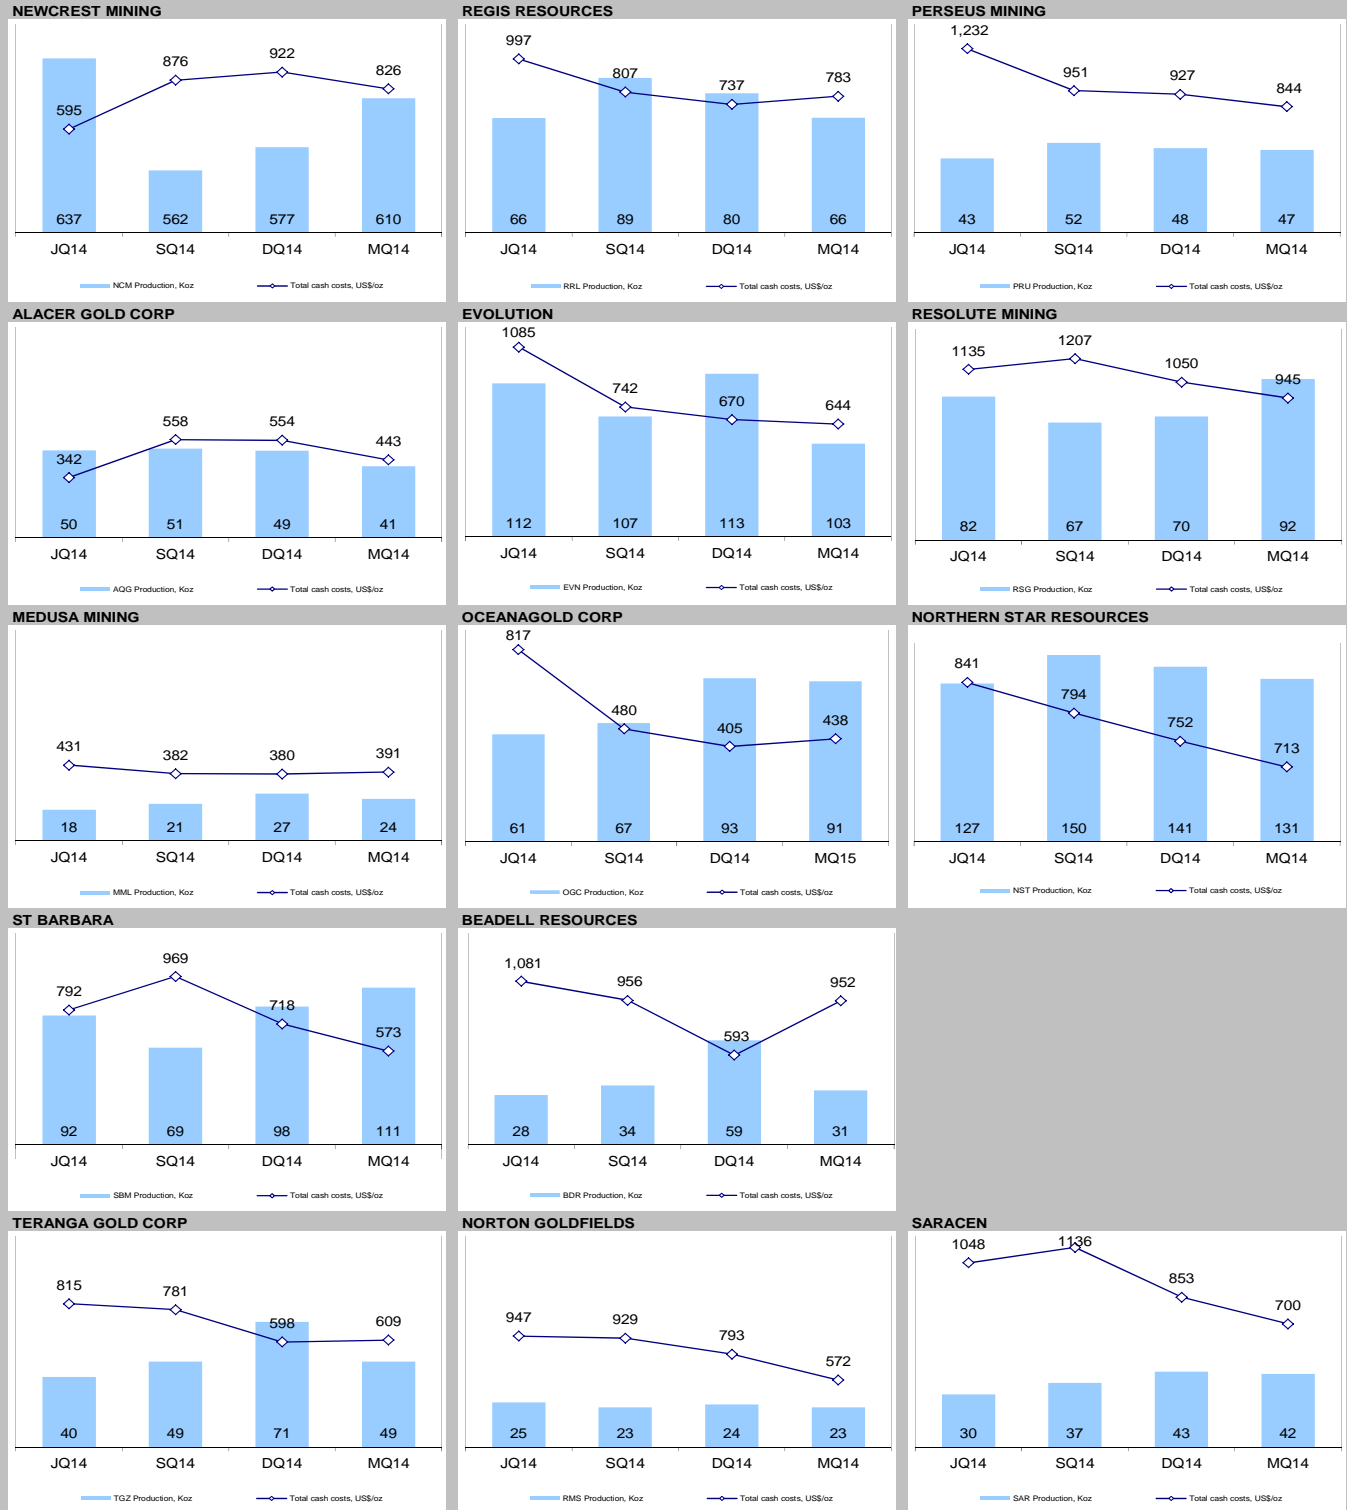 NEWCREST MINING
595
876
922
826
637
562
577
610
JQ14
SQ14
DQ14
MQ14
NCM Production, Koz
Total cash costs, US$/oz
REGIS RESOURCES
997
807
737
783
66
89
80
66
JQ14
SQ14
DQ14
MQ14
RRL Production, Koz
Total cash costs, US$/oz
PERSEUS MINING
1,232
951
927
844
43
52
48
47
JQ14
SQ14
DQ14
MQ14
PRU Production, Koz
Total cash costs, US$/oz
ALACER GOLD CORP
342
558
554
443
50
51
49
41
JQ14
SQ14
DQ14
MQ14
AQG Production, Koz
Total cash costs, US$/oz
EVOLUTION
1085
742
670
644
112
107
113
103
JQ14
SQ14
DQ14
MQ14
EVN Production, Koz
Total cash costs, US$/oz
RESOLUTE MINING
1135
1207
1050
945
82
67
70
92
JQ14
SQ14
DQ14
MQ14
RSG Production, Koz
Total cash costs, US$/oz
MEDUSA MINING
431
382
380
391
18
21
27
24
JQ14
SQ14
DQ14
MQ14
MML Production, Koz
Total cash costs, US$/oz
OCEANAGOLD CORP
817
480
405
438
61
67
93
91
JQ14
SQ14
DQ14
MQ15
OGC Production, Koz
Total cash costs, US$/oz
NORTHERN STAR RESOURCES
841
794
752
713
127
150
141
131
JQ14
SQ14
DQ14
MQ14
NST Production, Koz
Total cash costs, US$/oz
ST BARBARA
792
969
718
573
92
69
98
111
JQ14
SQ14
DQ14
MQ14
SBM Production, Koz
Total cash costs, US$/oz
BEADELL RESOURCES
1,081
956
593
952
28
34
59
31
JQ14
SQ14
DQ14
MQ14
BDR Production, Koz
Total cash costs, US$/oz
TERANGA GOLD CORP
815
781
598
609
40
49
71
49
JQ14
SQ14
DQ14
MQ14
TGZ Production, Koz
Total cash costs, US$/oz
NORTON GOLDFIELDS
947
929
793
572
25
23
24
23
JQ14
SQ14
DQ14
MQ14
RMS Production, Koz
Total cash costs, US$/oz
SARACEN
1048
1136
853
700
30
37
43
42
JQ14
SQ14
DQ14
MQ14
SAR Production, Koz
Total cash costs, US$/oz